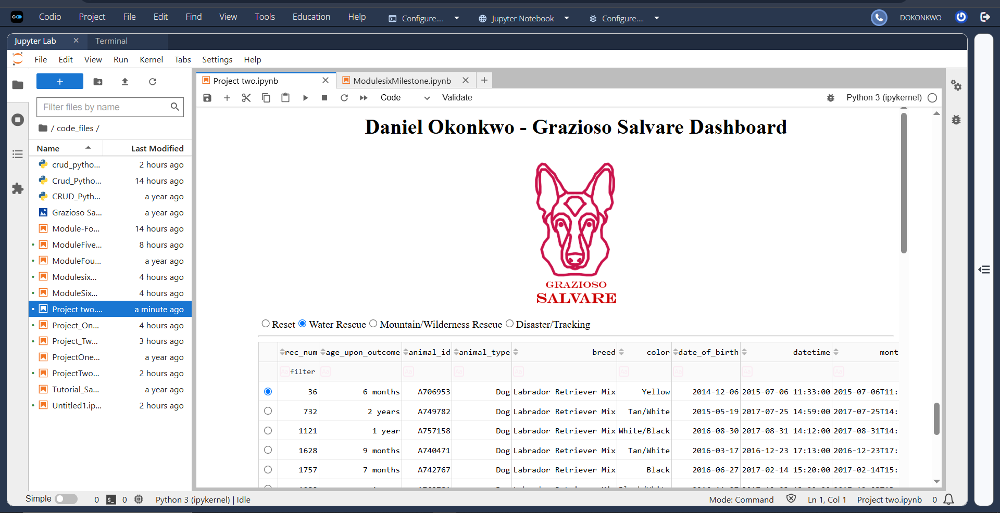 Codio Project File Edit Find View Tools Education Help Configure.... Jupyter Notebook Configure.... DOKONKWO
Jupyter Lab Terminal
File Edit View Run Kernel Tabs Settings Help
Project two.ipynb ModulesixMilestone.ipynb
Code Validate Python 3 (ipykernel)
Filter files by name
/ code_files /
Name Last Modified
crud_pytho... 2 hours ago
Crud_Pytho... 14 hours ago
CRUD_Pyth... a year ago
Grazioso Sa... a year ago
Module-Fo... 14 hours ago
ModuleFive... 8 hours ago
ModuleFou... a year ago
Modulesix... 4 hours ago
ModuleSix... 4 hours ago
Project two.... a minute ago
Project_On... 4 hours ago
Project_Tw... 3 hours ago
ProjectOne... a year ago
ProjectTwo... 2 hours ago
Tutorial_Sa... a year ago
Untitled1.ip... 2 hours ago
Daniel Okonkwo - Grazioso Salvare Dashboard
GRAZIOSO
SALVARE
Reset Water Rescue Mountain/Wilderness Rescue Disaster/Tracking
rec_num age_upon_outcome animal_id animal_type breed color date_of_birth datetime mont
Aa filter Aa Aa Aa Aa Aa Aa Aa Aa
36 6 months A706953 Dog Labrador Retriever Mix Yellow 2014-12-06 2015-07-06 11:33:00 2015-07-06T11:
732 2 years A749782 Dog Labrador Retriever Mix Tan/White 2015-05-19 2017-07-25 14:59:00 2017-07-25T14:
1121 1 year A757158 Dog Labrador Retriever Mix White/Black 2016-08-30 2017-08-31 14:12:00 2017-08-31T14:
1628 9 months A740471 Dog Labrador Retriever Mix Tan/White 2016-03-17 2016-12-23 17:13:00 2016-12-23T17:
1757 7 months A742767 Dog Labrador Retriever Mix Black 2016-06-27 2017-02-14 15:20:00 2017-02-14T15:
Simple 0 $_ 0 Python 3 (ipykernel) | Idle Mode: Command Ln 1, Col 1 Project two.ipynb 0